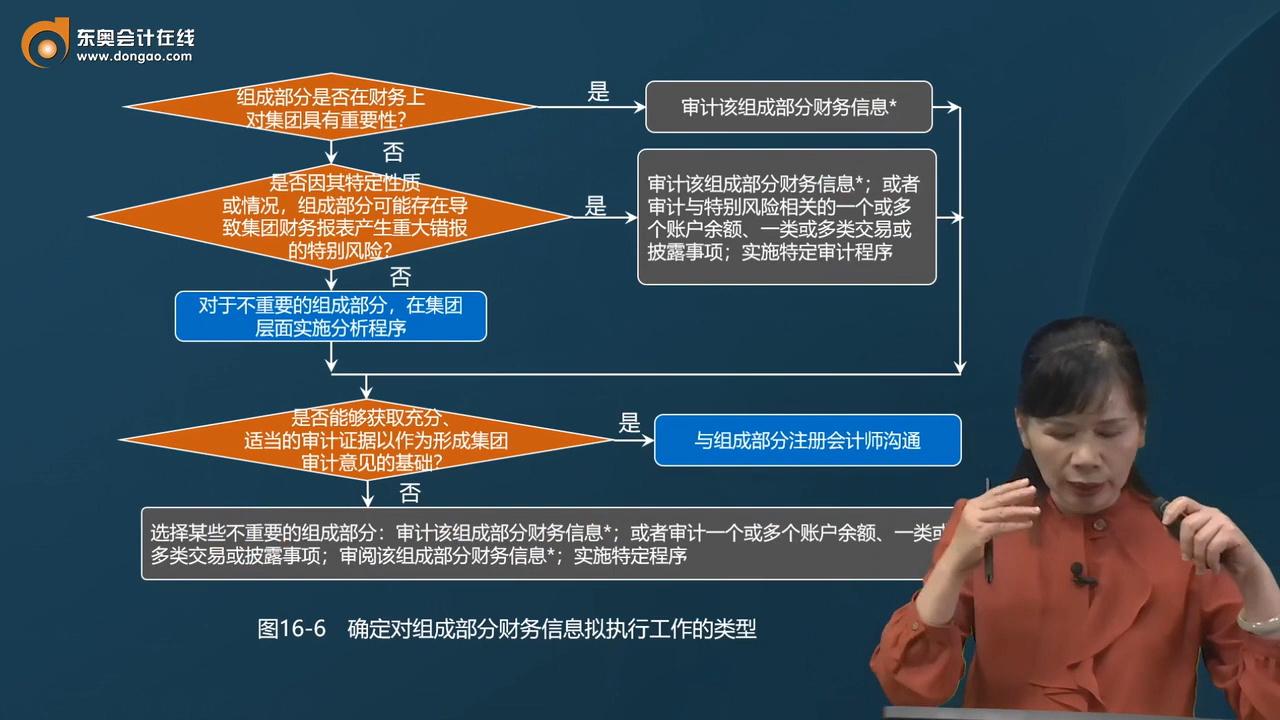 东奥会计在线
www.dongao.com
组成部分是否在财务上
对集团具有重要性？
是
审计该组成部分财务信息*
否
是否因其特定性质
或情况，组成部分可能存在导
致集团财务报表产生重大错报
的特别风险？
是
审计该组成部分财务信息*；或者
审计与特别风险相关的一个或多
个账户余额、一类或多类交易或
披露事项；实施特定审计程序
否
对于不重要的组成部分，在集团
层面实施分析程序
是否能够获取充分、
适当的审计证据以作为形成集团
审计意见的基础？
是
与组成部分注册会计师沟通
否
选择某些不重要的组成部分：审计该组成部分财务信息*；或者审计一个或多个账户余额、一类或
多类交易或披露事项；审阅该组成部分财务信息*；实施特定程序
图16-6 确定对组成部分财务信息拟执行工作的类型